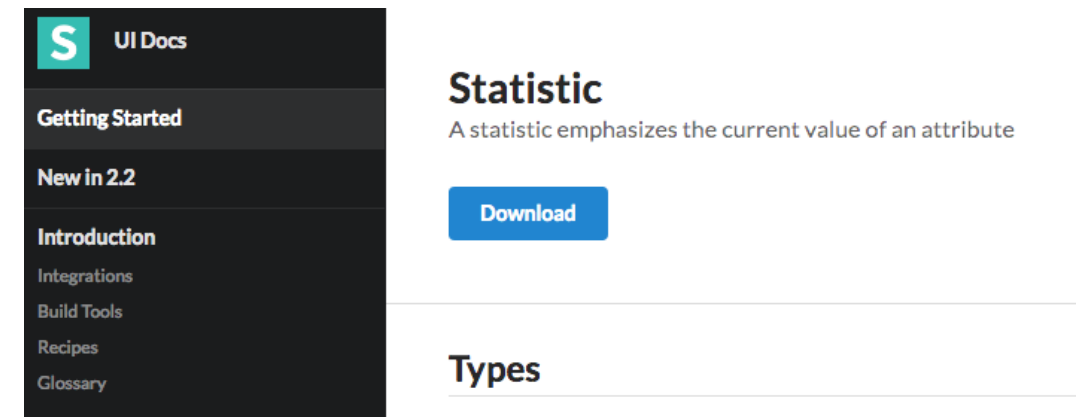 S
UI Docs
Getting Started
New in 2.2
Introduction
Integrations
Build Tools
Recipes
Glossary
Statistic
A statistic emphasizes the current value of an attribute
Download
Types